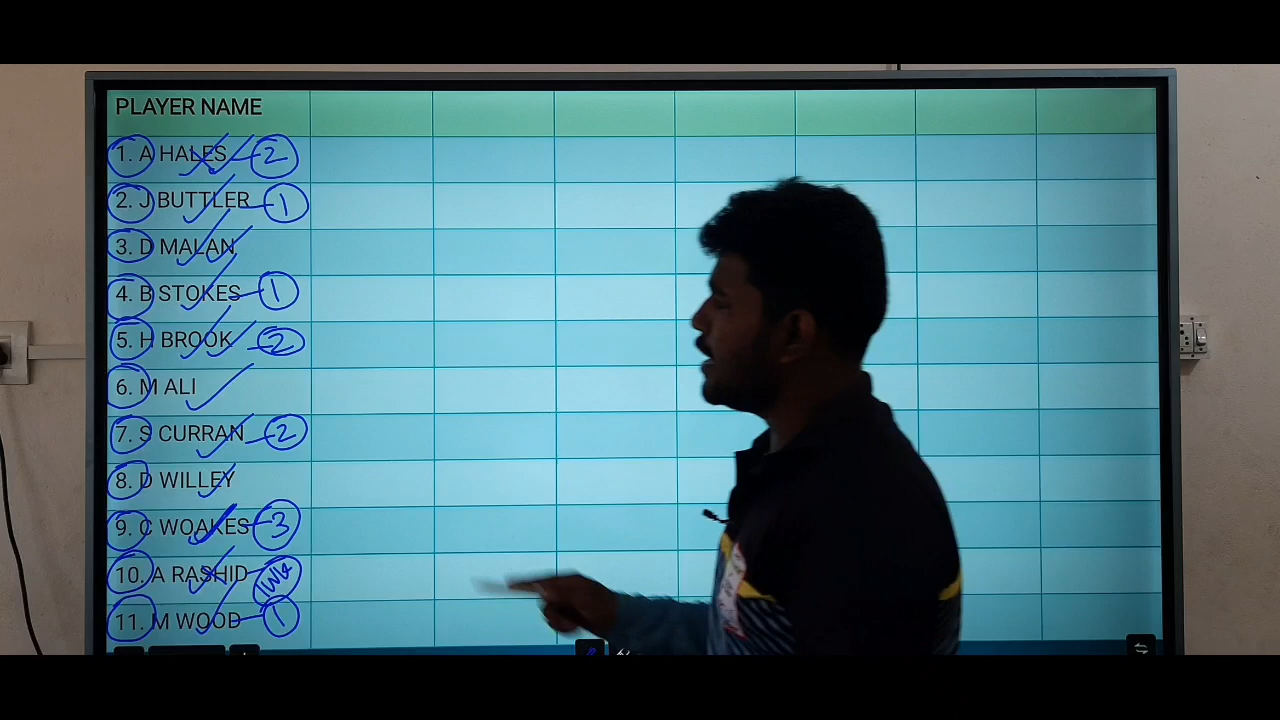 PLAYER NAME
1. A HALES 2
2. J BUTTLER 1
3. D MALAN
4. B STOKES 1
5. H BROOK 2
6. M ALI
7. S CURRAN 2
8. D WILLEY
9. C WOAKES 3
10. A RASHID
11. M WOOD 1